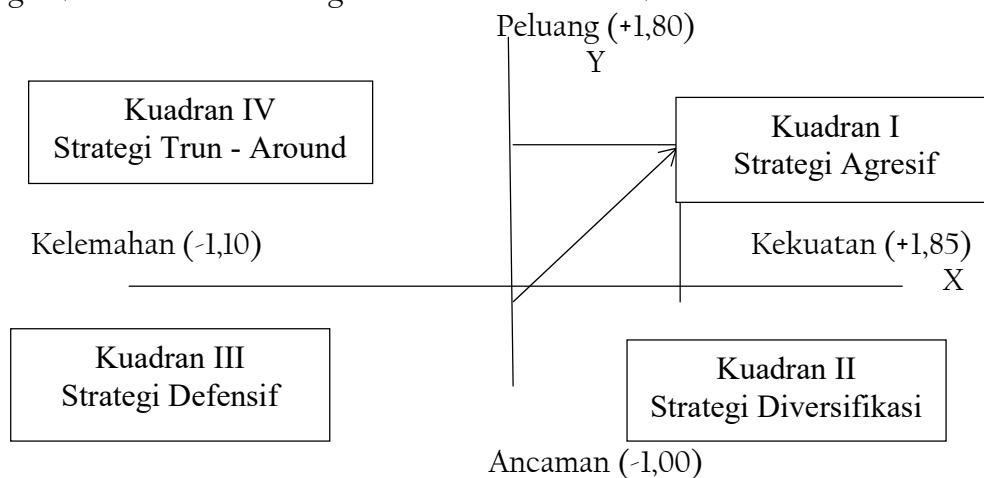 Peluang (+1,80)
Y
Kuadran IV
Strategi Trun - Around
Kuadran I
Strategi Agresif
Kelemahan (-1,10)
Kekuatan (+1,85)
X
Kuadran III
Strategi Defensif
Kuadran II
Strategi Diversifikasi
Ancaman (-1,00)